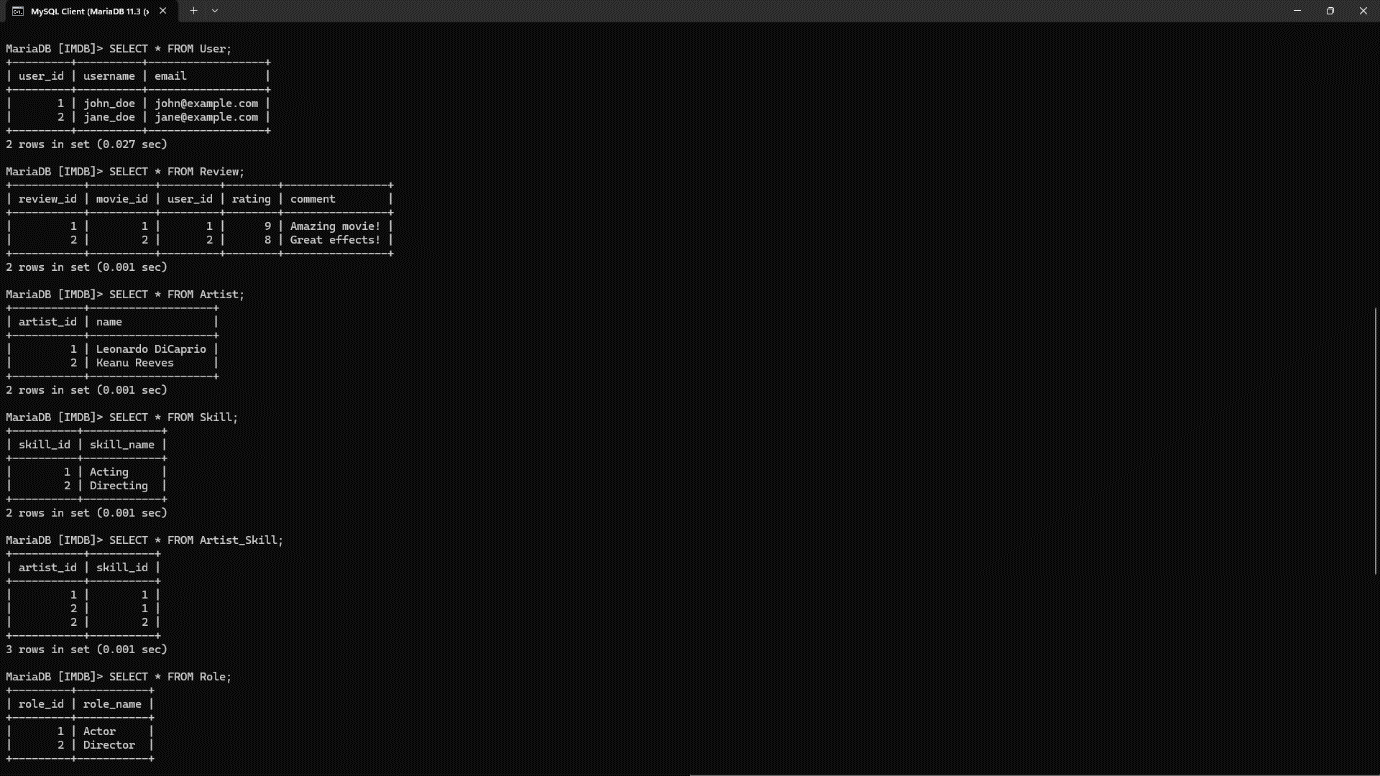 MySQL Client (MariaDB 11.3 (x
MariaDB [IMDB]> SELECT * FROM User;
+---------+----------+------------------+
| user_id | username | email            |
+---------+----------+------------------+
|       1 | john_doe | john@example.com |
|       2 | jane_doe | jane@example.com |
+---------+----------+------------------+
2 rows in set (0.027 sec)
MariaDB [IMDB]> SELECT * FROM Review;
+-----------+----------+---------+--------+----------------+
| review_id | movie_id | user_id | rating | comment        |
+-----------+----------+---------+--------+----------------+
|         1 |        1 |       1 |      9 | Amazing movie! |
|         2 |        2 |       2 |      8 | Great effects! |
+-----------+----------+---------+--------+----------------+
2 rows in set (0.001 sec)
MariaDB [IMDB]> SELECT * FROM Artist;
+-----------+-------------------+
| artist_id | name              |
+-----------+-------------------+
|         1 | Leonardo DiCaprio |
|         2 | Keanu Reeves      |
+-----------+-------------------+
2 rows in set (0.001 sec)
MariaDB [IMDB]> SELECT * FROM Skill;
+----------+------------+
| skill_id | skill_name |
+----------+------------+
|        1 | Acting     |
|        2 | Directing  |
+----------+------------+
2 rows in set (0.001 sec)
MariaDB [IMDB]> SELECT * FROM Artist_Skill;
+-----------+----------+
| artist_id | skill_id |
+-----------+----------+
|         1 |        1 |
|         2 |        1 |
|         2 |        2 |
+-----------+----------+
3 rows in set (0.001 sec)
MariaDB [IMDB]> SELECT * FROM Role;
+---------+-----------+
| role_id | role_name |
+---------+-----------+
|       1 | Actor     |
|       2 | Director  |
+---------+-----------+